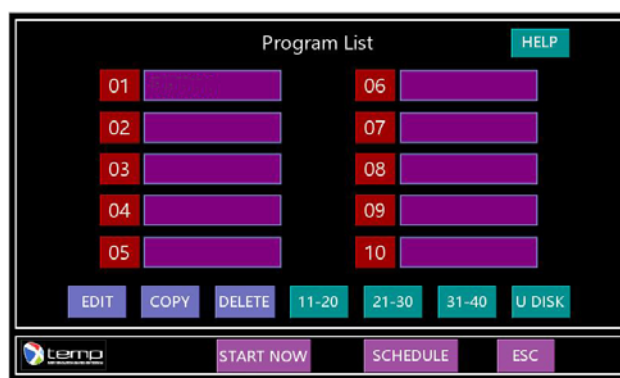 Program List
HELP
01
06
02
07
03
08
04
09
05
10
EDIT COPY DELETE 11-20 21-30 31-40 U DISK
temp
START NOW SCHEDULE ESC